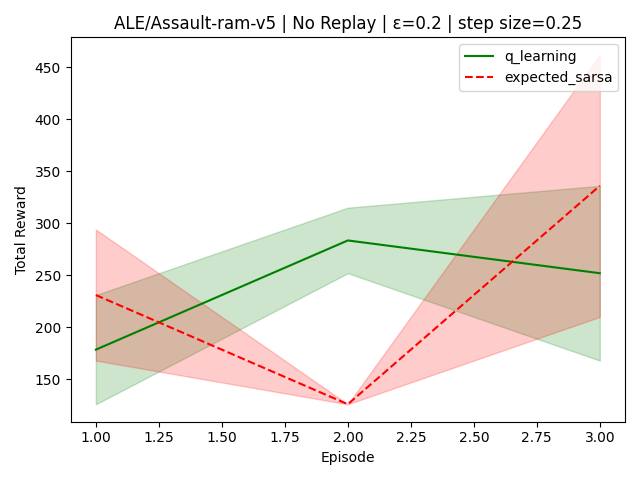 ALE/Assault-ram-v5 | No Replay | ε=0.2 | step size=0.25
q_learning
expected_sarsa
Total Reward
450
400
350
300
250
200
150
1.00 1.25 1.50 1.75 2.00 2.25 2.50 2.75 3.00
Episode